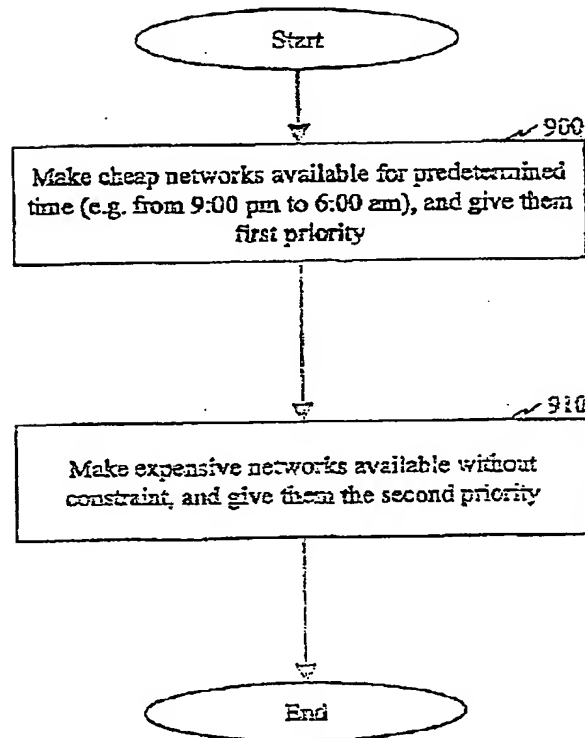 Start
900
Make cheap networks available for predetermined
time (e.g. from 9:00 pm to 6:00 am), and give them
first priority
910
Make expensive networks available without
constraint, and give them the second priority
End